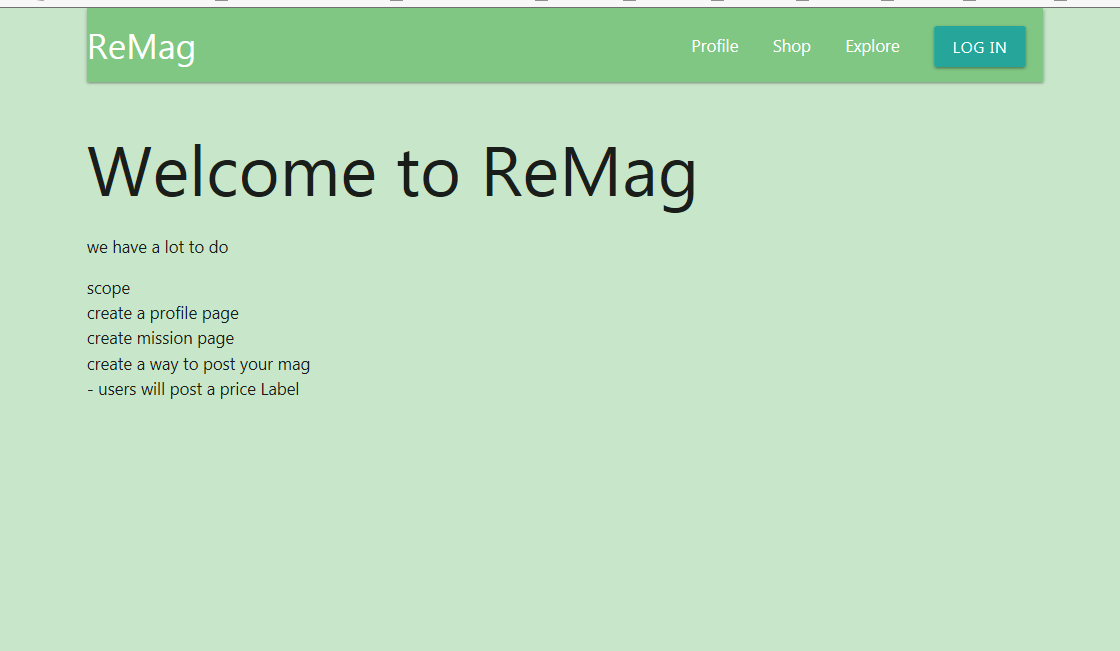 ReMag
Profile Shop Explore LOG IN
Welcome to ReMag
we have a lot to do
scope
create a profile page
create mission page
create a way to post your mag
- users will post a price Label